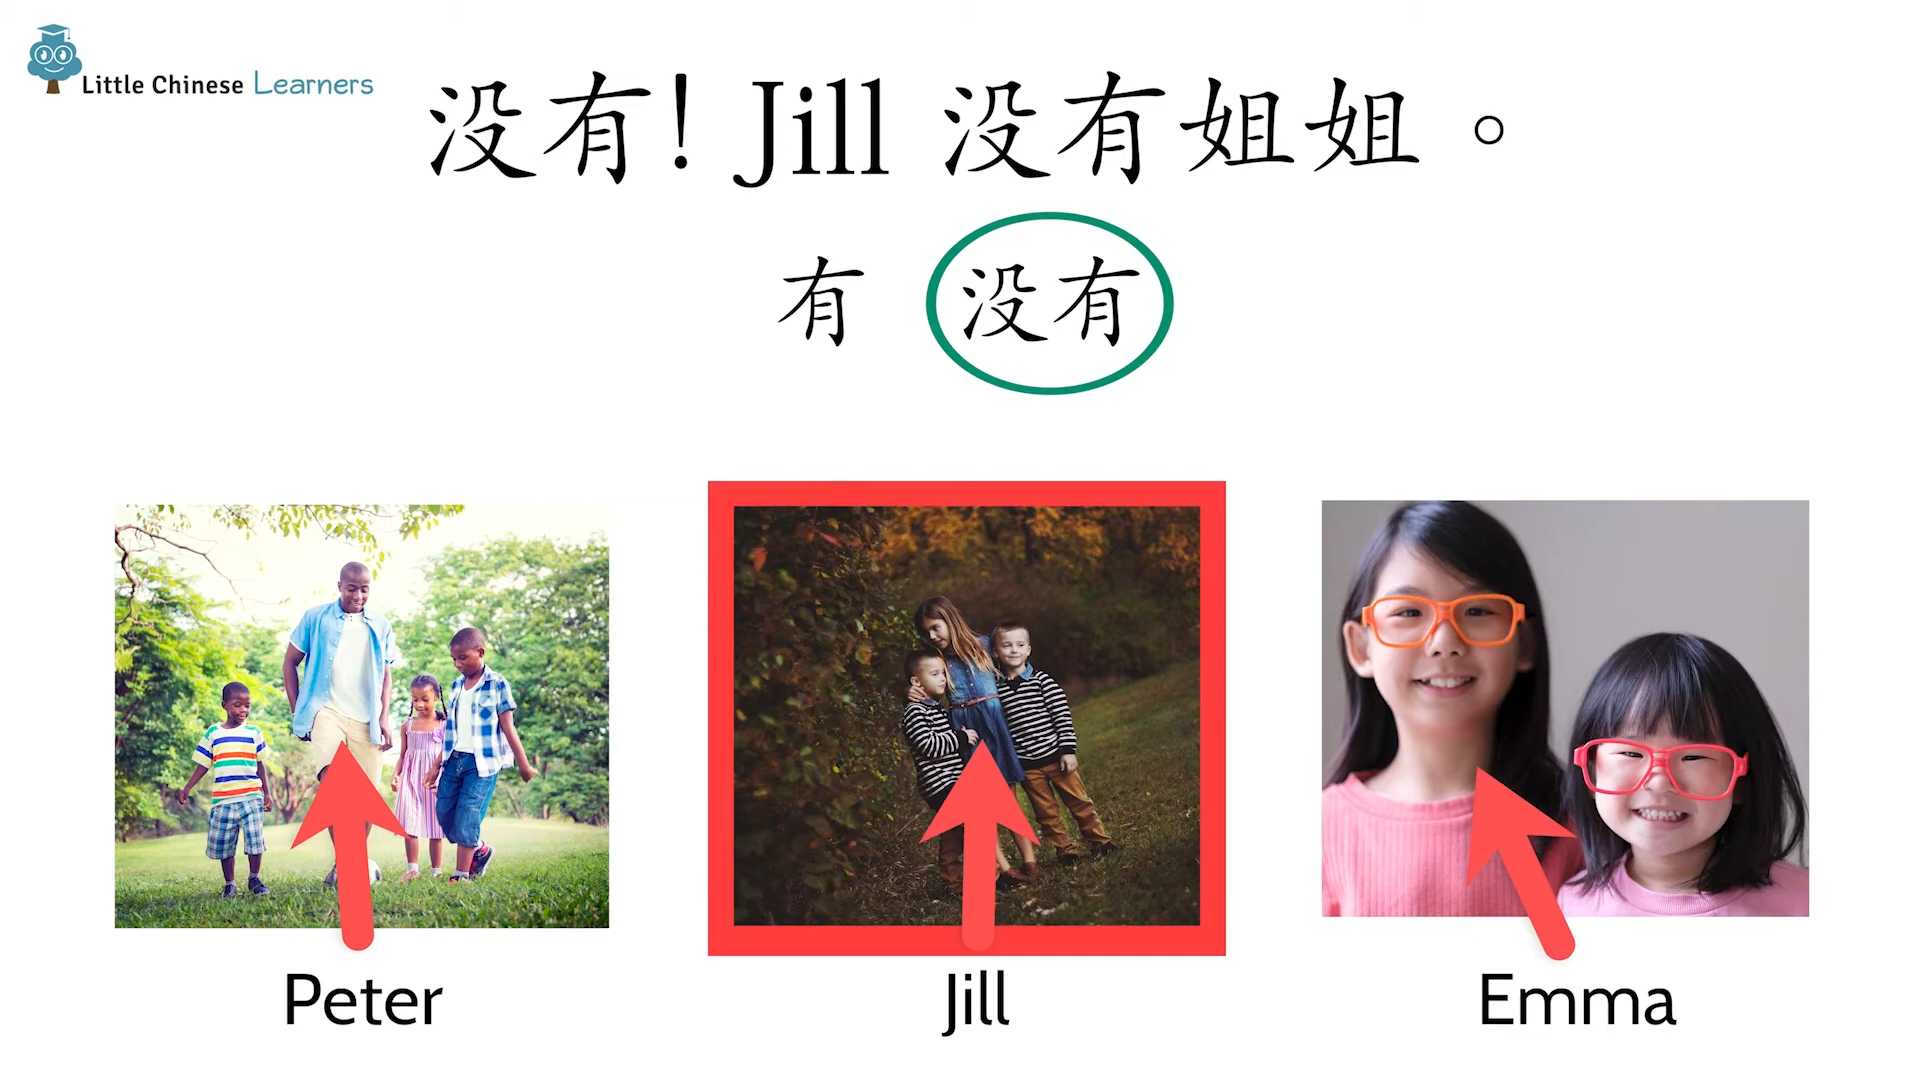 Little Chinese Learners
没有! Jill 没有姐姐。
有 没有
Peter
Jill
Emma